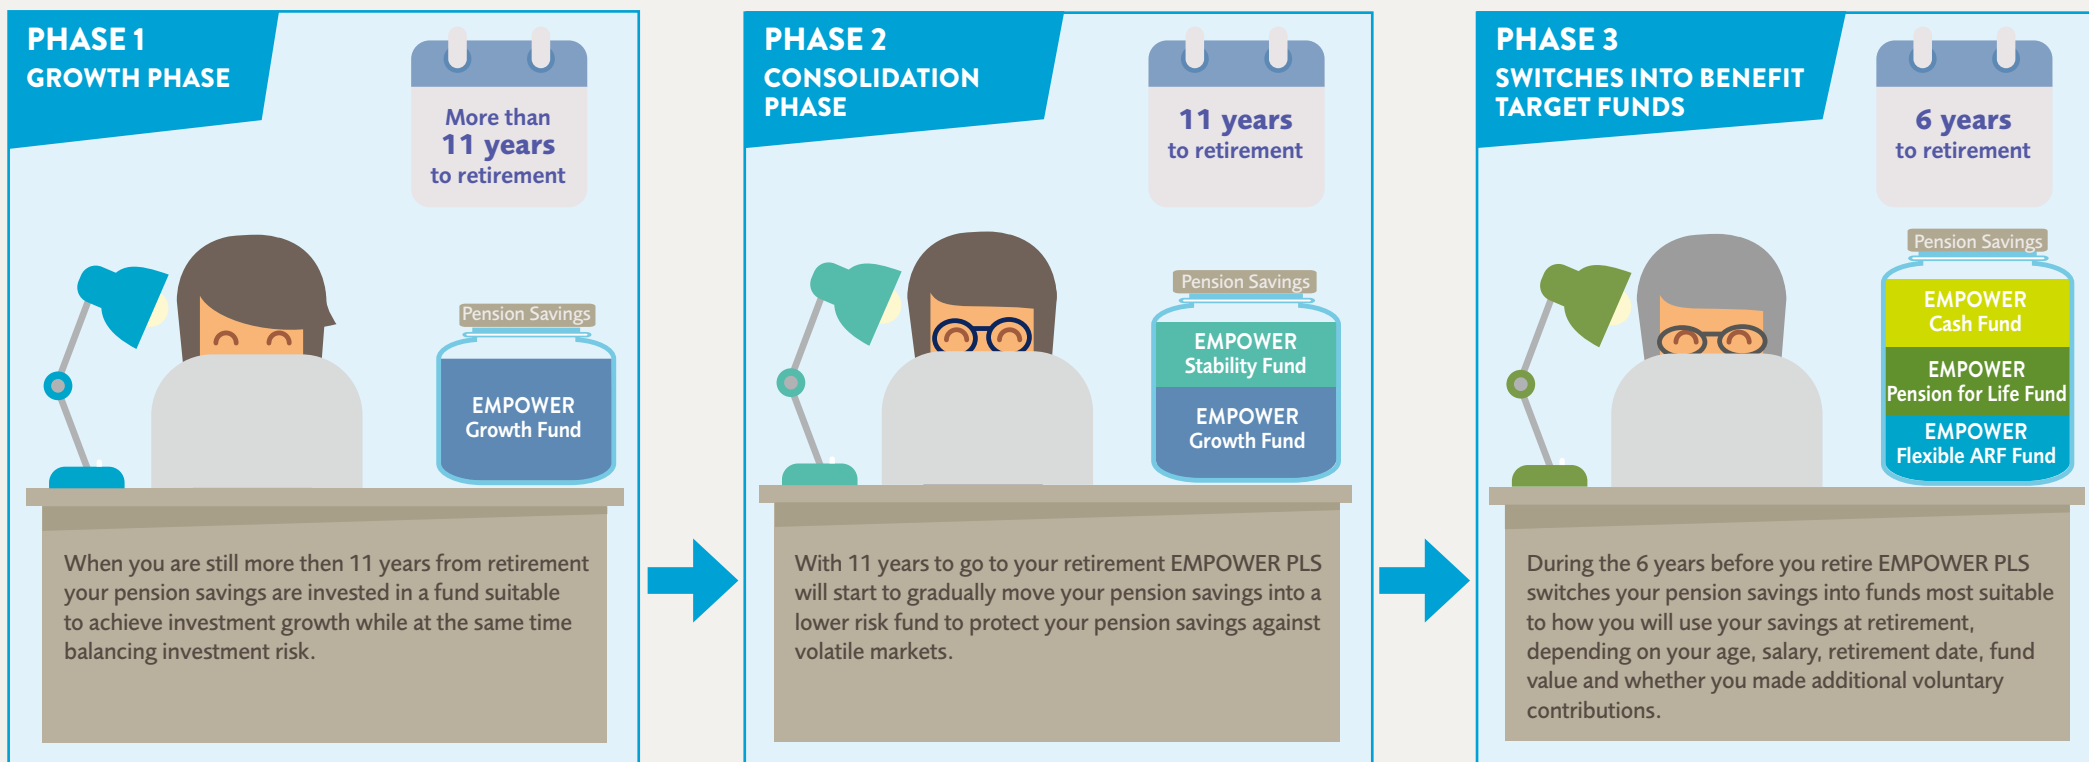 PHASE 1
GROWTH PHASE
More than
11 years
to retirement
Pension Savings
EMPOWER
Growth Fund
When you are still more then 11 years from retirement
your pension savings are invested in a fund suitable
to achieve investment growth while at the same time
balancing investment risk.
PHASE 2
CONSOLIDATION
PHASE
11 years
to retirement
Pension Savings
EMPOWER
Stability Fund
EMPOWER
Growth Fund
With 11 years to go to your retirement EMPOWER PLS
will start to gradually move your pension savings into a
lower risk fund to protect your pension savings against
volatile markets.
PHASE 3
SWITCHES INTO BENEFIT
TARGET FUNDS
6 years
to retirement
Pension Savings
EMPOWER
Cash Fund
EMPOWER
Pension for Life Fund
EMPOWER
Flexible ARF Fund
During the 6 years before you retire EMPOWER PLS
switches your pension savings into funds most suitable
to how you will use your savings at retirement,
depending on your age, salary, retirement date, fund
value and whether you made additional voluntary
contributions.